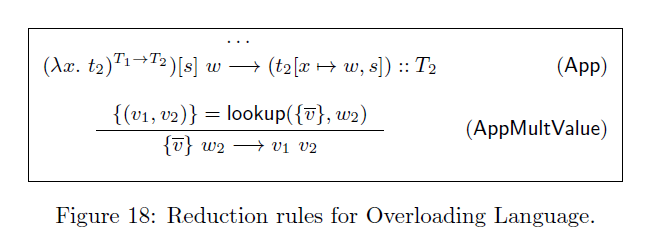 ...
(λx. t₂)^{T₁→T₂})[s] w ⟶ (t₂[x ↦ w, s]) :: T₂ (App)
{(v₁, v₂)} = lookup({v̅}, w₂)
{v̅} w₂ ⟶ v₁ v₂ (AppMultValue)
Figure 18: Reduction rules for Overloading Language.